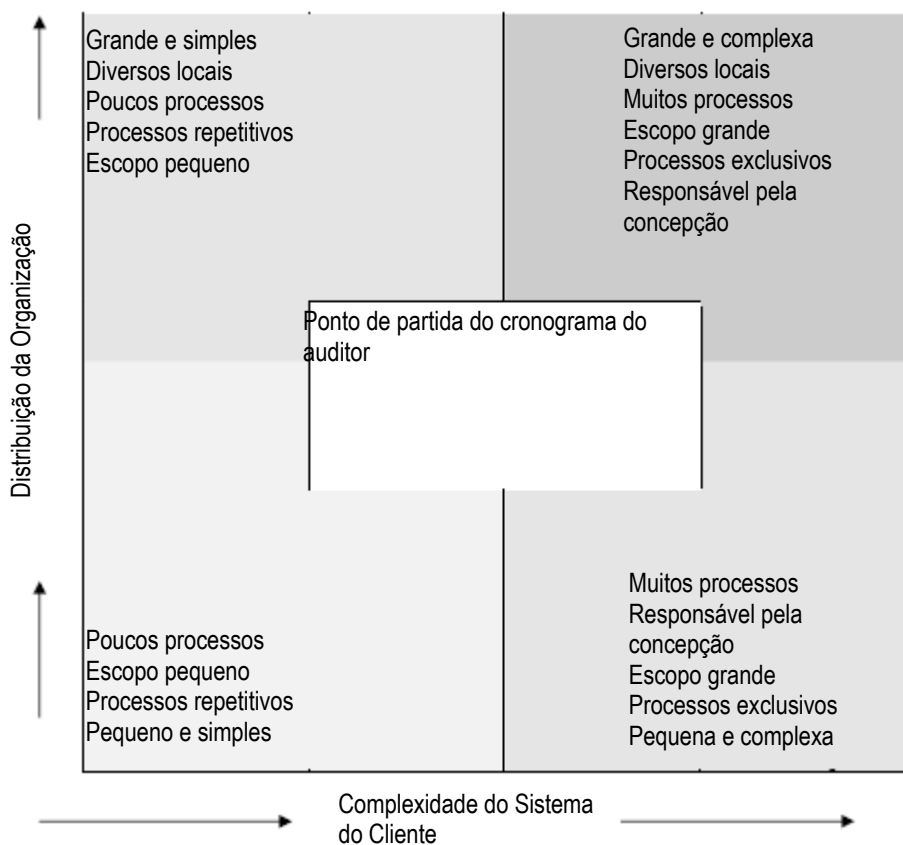 Grande e simples
Diversos locais
Poucos processos
Processos repetitivos
Escopo pequeno
Grande e complexa
Diversos locais
Muitos processos
Escopo grande
Processos exclusivos
Responsável pela
concepção
Distribuição da Organização
Ponto de partida do cronograma do
auditor
Poucos processos
Escopo pequeno
Processos repetitivos
Pequeno e simples
Muitos processos
Responsável pela
concepção
Escopo grande
Processos exclusivos
Pequena e complexa
Complexidade do Sistema
do Cliente